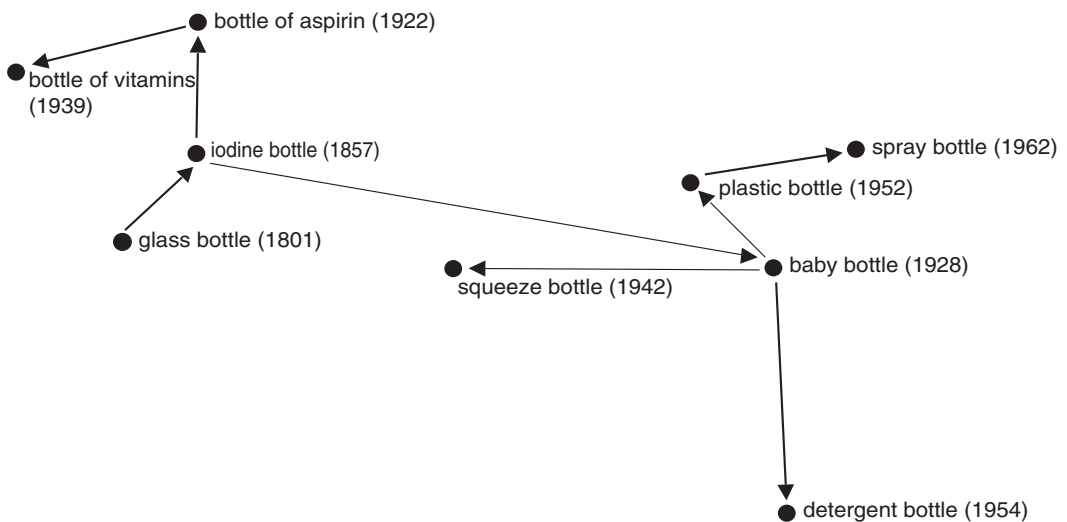 bottle of aspirin (1922)
bottle of vitamins
(1939)
iodine bottle (1857)
spray bottle (1962)
plastic bottle (1952)
glass bottle (1801)
baby bottle (1928)
squeeze bottle (1942)
detergent bottle (1954)